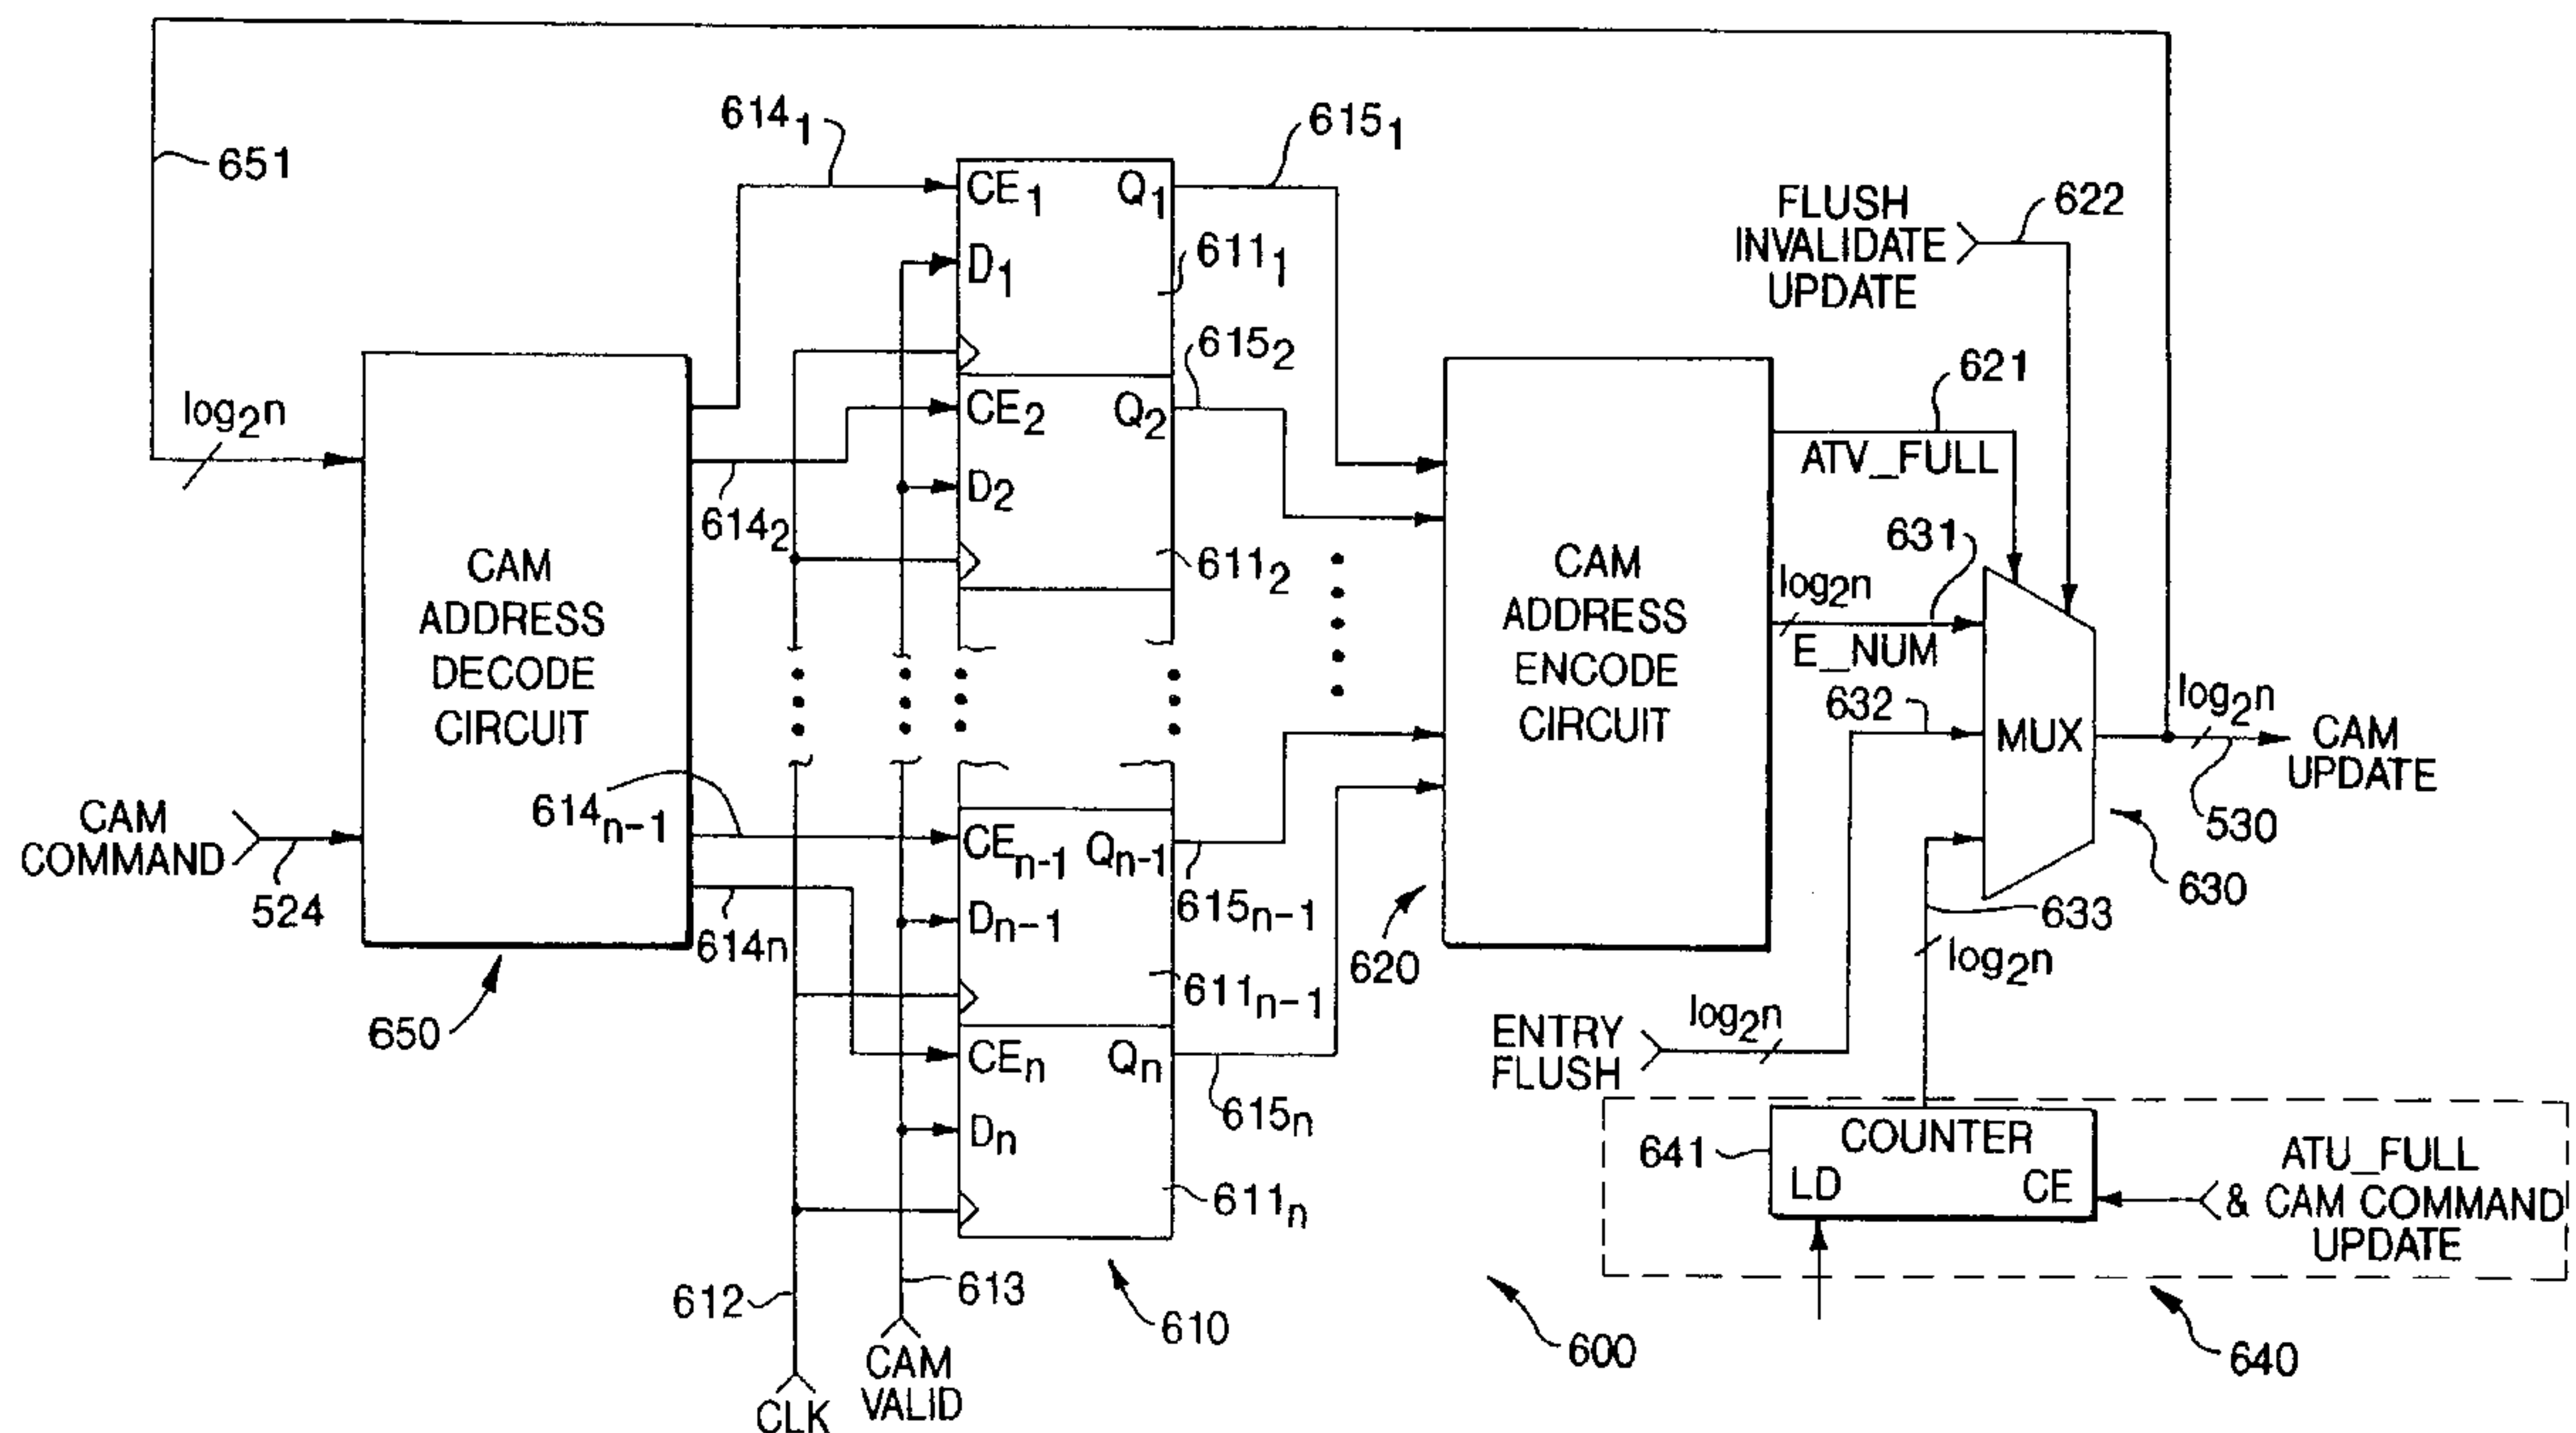 651
log₂n
CAM
ADDRESS
DECODE
CIRCUIT
CAM
COMMAND
524
650
614₁
614₂
614ₙ₋₁
614n
CE₁
Q₁
D₁
611₁
CE₂
Q₂
D₂
611₂
CEₙ₋₁
Qₙ₋₁
Dₙ₋₁
611ₙ₋₁
CEₙ
Qₙ
Dₙ
611ₙ
612
613
610
CLK
CAM
VALID
615₁
615₂
615ₙ₋₁
615ₙ
CAM
ADDRESS
ENCODE
CIRCUIT
620
FLUSH
INVALIDATE
UPDATE
622
621
ATV_FULL
631
log₂n
E_NUM
632
MUX
log₂n
CAM
UPDATE
530
630
633
log₂n
ENTRY
FLUSH
log₂n
641
COUNTER
LD
CE
ATU_FULL
& CAM COMMAND
UPDATE
600
640